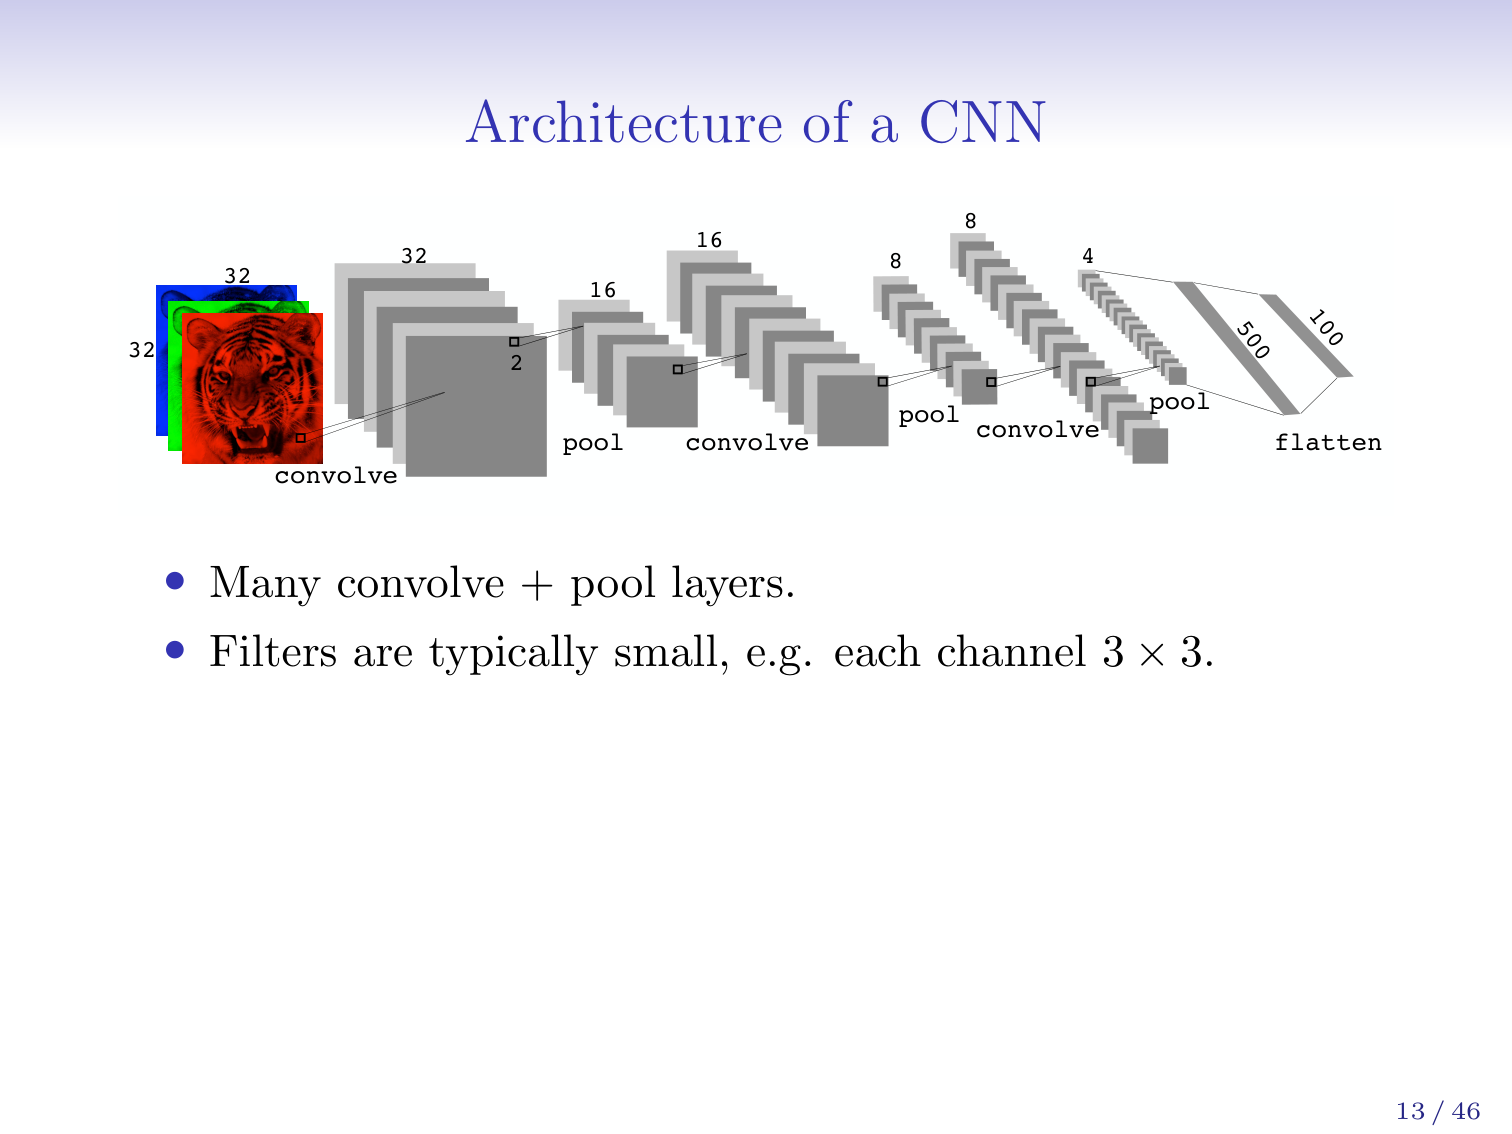 Architecture of a CNN
32
32
32
2
16
16
8
8
4
500
100
convolve
pool
convolve
pool
convolve
pool
flatten
• Many convolve + pool layers.
• Filters are typically small, e.g. each channel 3 × 3.
13 / 46